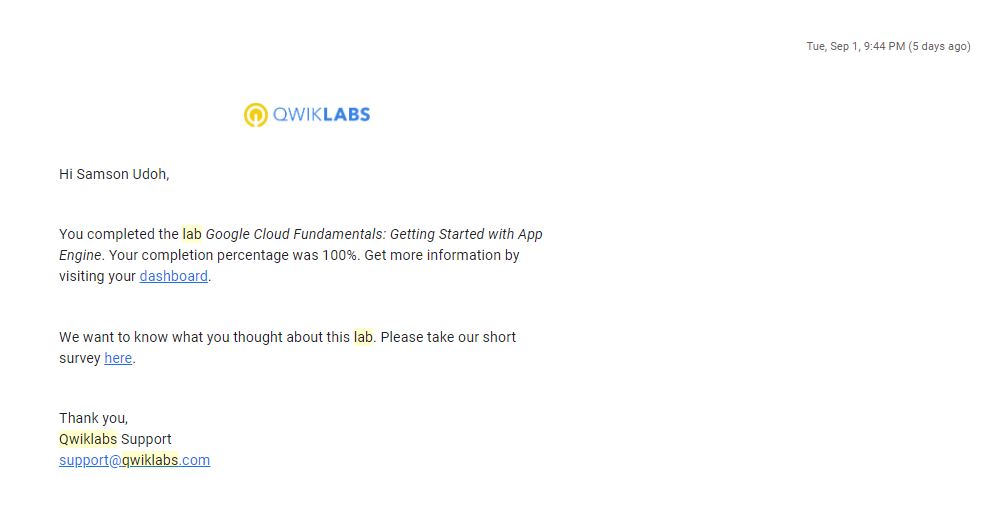 Tue, Sep 1, 9:44 PM (5 days ago)
QWIKLABS
Hi Samson Udoh,
You completed the lab Google Cloud Fundamentals: Getting Started with App
Engine. Your completion percentage was 100%. Get more information by
visiting your dashboard.
We want to know what you thought about this lab. Please take our short
survey here.
Thank you,
Qwiklabs Support
support@qwiklabs.com